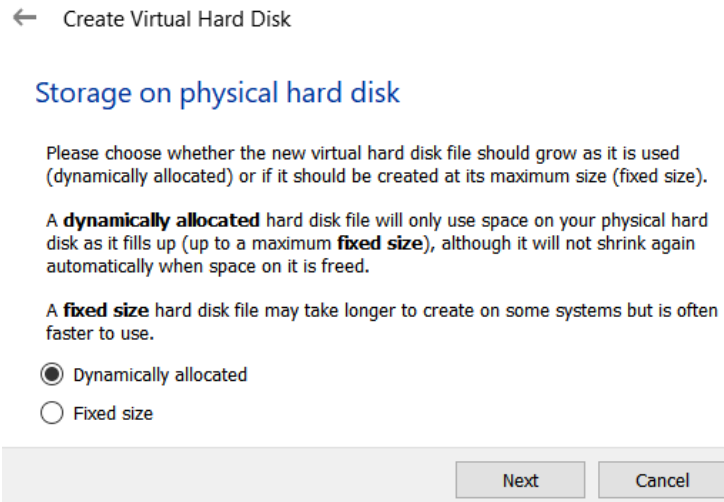 Create Virtual Hard Disk
Storage on physical hard disk
Please choose whether the new virtual hard disk file should grow as it is used
(dynamically allocated) or if it should be created at its maximum size (fixed size).
A dynamically allocated hard disk file will only use space on your physical hard
disk as it fills up (up to a maximum fixed size), although it will not shrink again
automatically when space on it is freed.
A fixed size hard disk file may take longer to create on some systems but is often
faster to use.
Dynamically allocated
Fixed size
Next
Cancel